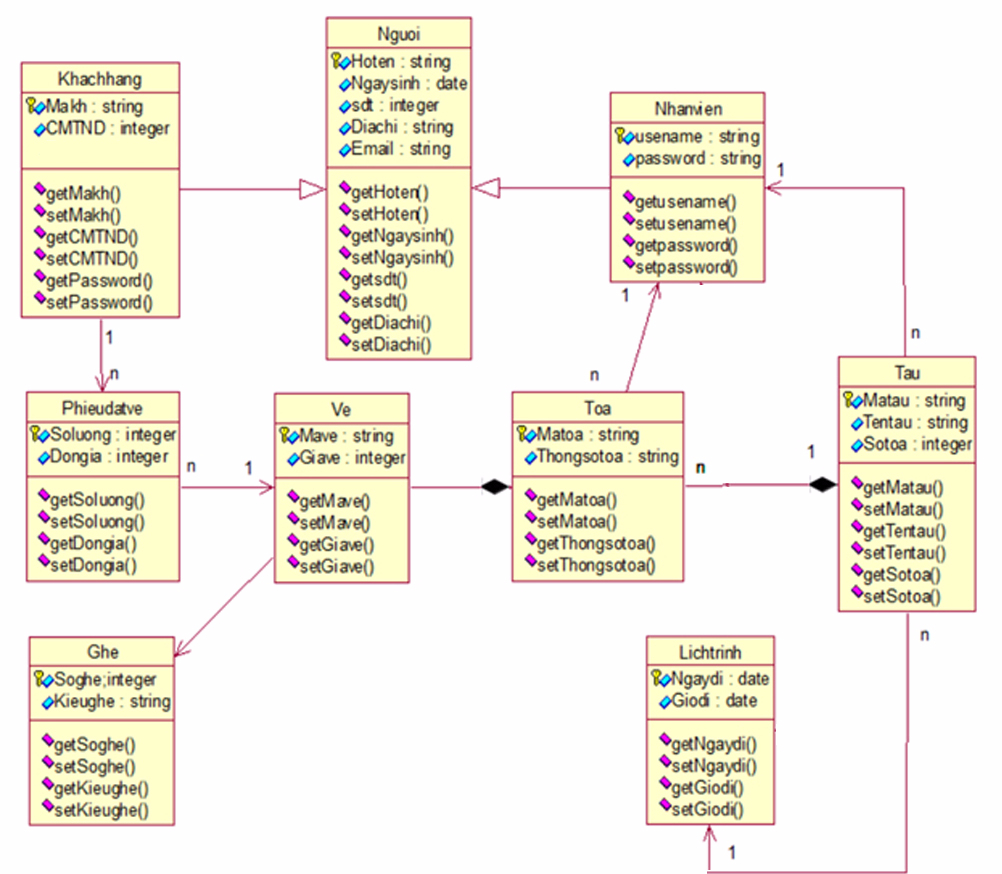 Nguoi
Hoten : string
Ngaysinh : date
sdt : integer
Diachi : string
Email : string
getHoten()
setHoten()
getNgaysinh()
setNgaysinh()
getsdt()
setsdt()
getDiachi()
setDiachi()
Khachhang
Makh : string
CMTND : integer
getMakh()
setMakh()
getCMTND()
setCMTND()
getPassword()
setPassword()
Nhanvien
usename : string
password : string
getusename()
setusename()
getpassword()
setpassword()
1
1
n
1
n
1
n
Phieudatve
Soluong : integer
Dongia : integer
getSoluong()
setSoluong()
getDongia()
setDongia()
n
1
Ve
Mave : string
Giave : integer
getMave()
setMave()
getGiave()
setGiave()
Toa
Matoa : string
Thongsotoa : string
getMatoa()
setMatoa()
getThongsotoa()
setThongsotoa()
n
1
Tau
Matau : string
Tentau : string
Sotoa : integer
getMatau()
setMatau()
getTentau()
setTentau()
getSotoa()
setSotoa()
n
Ghe
Soghe;integer
Kieughe : string
getSoghe()
setSoghe()
getKieughe()
setKieughe()
Lichtrinh
Ngaydi : date
Giodi : date
getNgaydi()
setNgaydi()
getGiodi()
setGiodi()
1